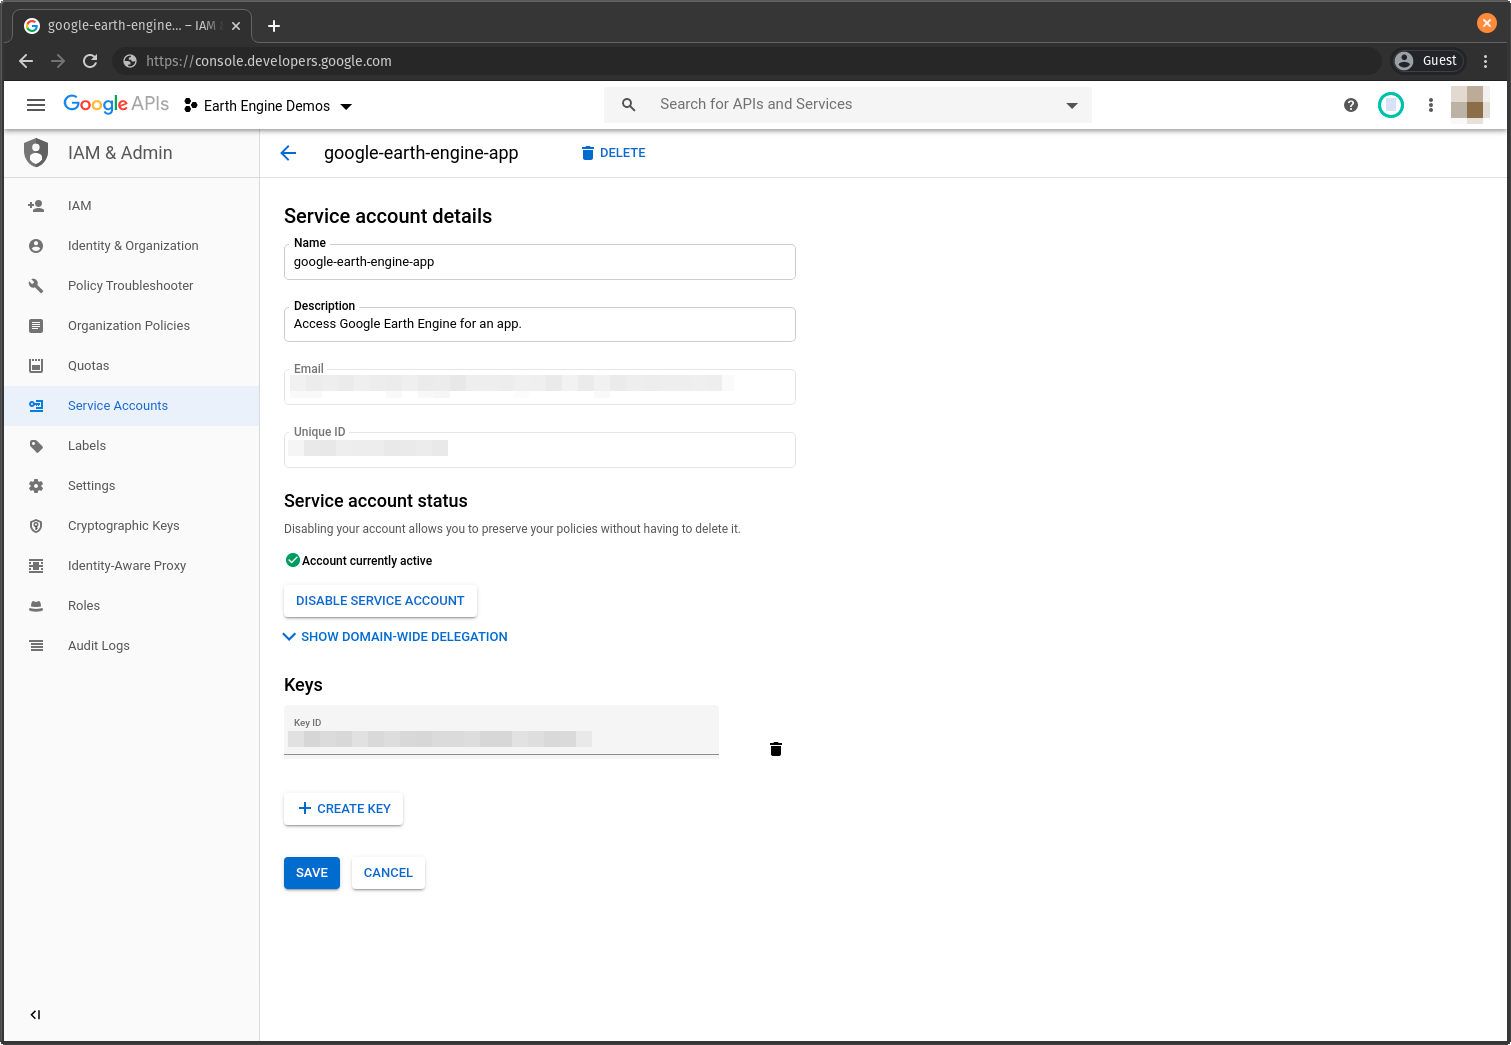 google-earth-engine... – IAM
https://console.developers.google.com
Guest
Google APIs
Earth Engine Demos
Search for APIs and Services
IAM & Admin
google-earth-engine-app
DELETE
IAM
Identity & Organization
Policy Troubleshooter
Organization Policies
Quotas
Service Accounts
Labels
Settings
Cryptographic Keys
Identity-Aware Proxy
Roles
Audit Logs
Service account details
Name
google-earth-engine-app
Description
Access Google Earth Engine for an app.
Email
Unique ID
Service account status
Disabling your account allows you to preserve your policies without having to delete it.
Account currently active
DISABLE SERVICE ACCOUNT
SHOW DOMAIN-WIDE DELEGATION
Keys
Key ID
CREATE KEY
SAVE
CANCEL